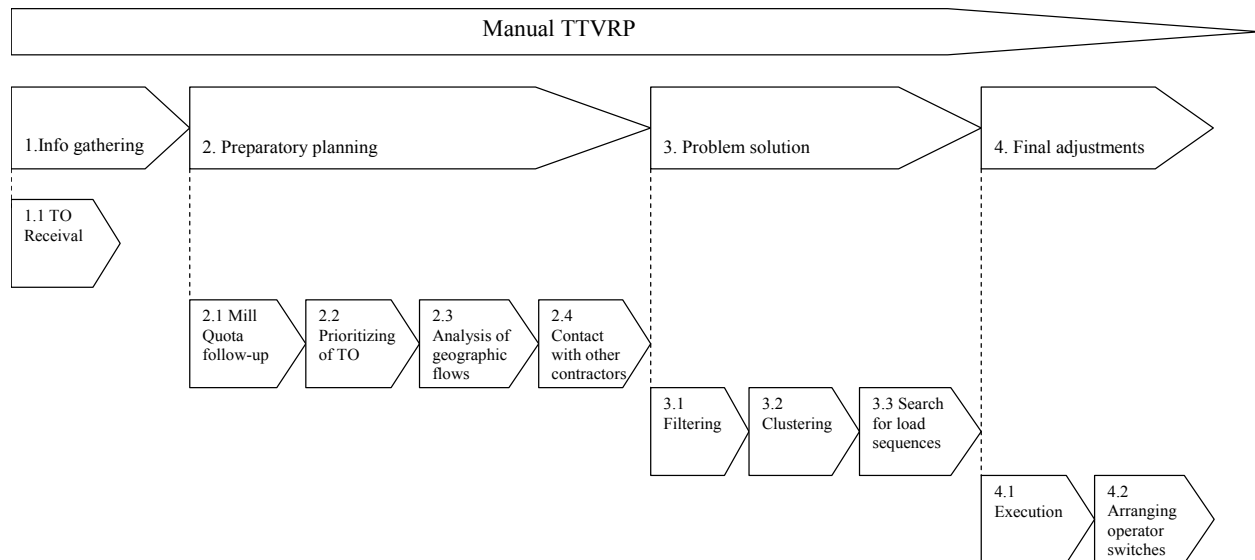 Manual TTVRP
1.Info gathering
2. Preparatory planning
3. Problem solution
4. Final adjustments
1.1 TO
Receival
2.1 Mill
Quota
follow-up
2.2
Prioritizing
of TO
2.3
Analysis of
geographic
flows
2.4
Contact
with other
contractors
3.1
Filtering
3.2
Clustering
3.3 Search
for load
sequences
4.1
Execution
4.2
Arranging
operator
switches